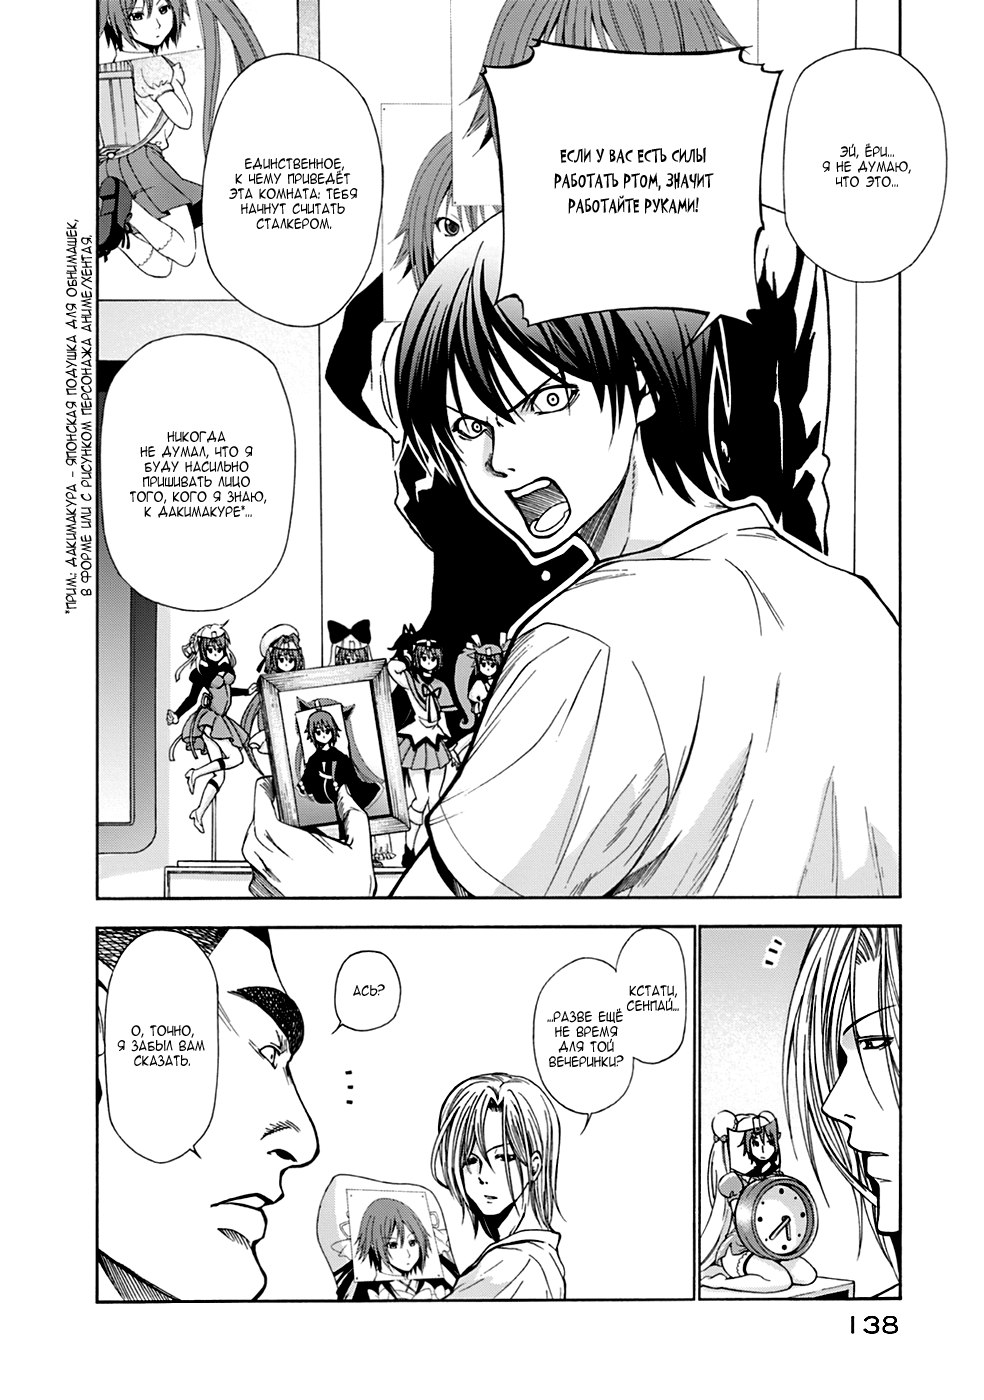 ЭЙ, ЁРИ...
Я НЕ ДУМАЮ,
ЧТО ЭТО...
ЕСЛИ У ВАС ЕСТЬ СИЛЫ
РАБОТАТЬ РТОМ, ЗНАЧИТ
РАБОТАЙТЕ РУКАМИ!
ЕДИНСТВЕННОЕ,
К ЧЕМУ ПРИВЕДЁТ
ЭТА КОМНАТА: ТЕБЯ
НАЧНУТ СЧИТАТЬ
СТАЛКЕРОМ.
НИКОГДА
НЕ ДУМАЛ, ЧТО Я
БУДУ НАСИЛЬНО
ПРИШИВАТЬ ЛИЦО
ТОГО, КОГО Я ЗНАЮ,
К ДАКИМАКУРЕ*...
*ПРИМ.: ДАКИМАКУРА - ЯПОНСКАЯ ПОДУШКА ДЛЯ ОБНИМАШЕК,
В ФОРМЕ ИЛИ С РИСУНКОМ ПЕРСОНАЖА АНИМЕ/ХЕНТАЯ.
КСТАТИ,
СЕНПАЙ...
...РАЗВЕ ЕЩЁ
НЕ ВРЕМЯ
ДЛЯ ТОЙ
ВЕЧЕРИНКИ?
АСЬ?
О, ТОЧНО,
Я ЗАБЫЛ ВАМ
СКАЗАТЬ.
138